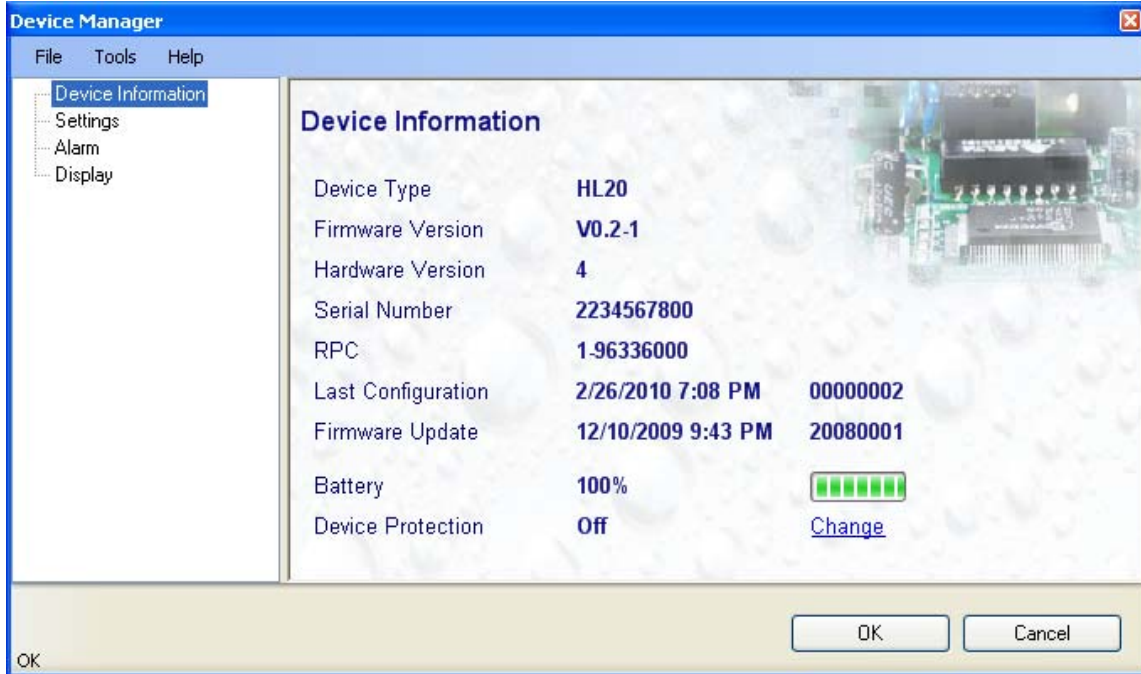 Device Manager
File Tools Help
Device Information
Settings
Alarm
Display
Device Information
Device Type HL20
Firmware Version V0.2-1
Hardware Version 4
Serial Number 2234567800
RPC 1-96336000
Last Configuration 2/26/2010 7:08 PM 00000002
Firmware Update 12/10/2009 9:43 PM 20080001
Battery 100%
Device Protection Off Change
OK Cancel
OK